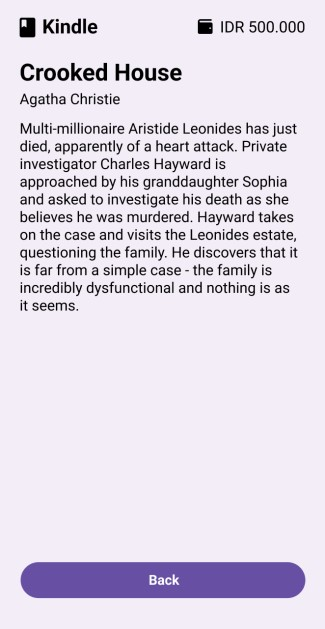 Kindle
IDR 500.000
Crooked House
Agatha Christie
Multi-millionaire Aristide Leonides has just
died, apparently of a heart attack. Private
investigator Charles Hayward is
approached by his granddaughter Sophia
and asked to investigate his death as she
believes he was murdered. Hayward takes
on the case and visits the Leonides estate,
questioning the family. He discovers that it
is far from a simple case - the family is
incredibly dysfunctional and nothing is as
it seems.
Back